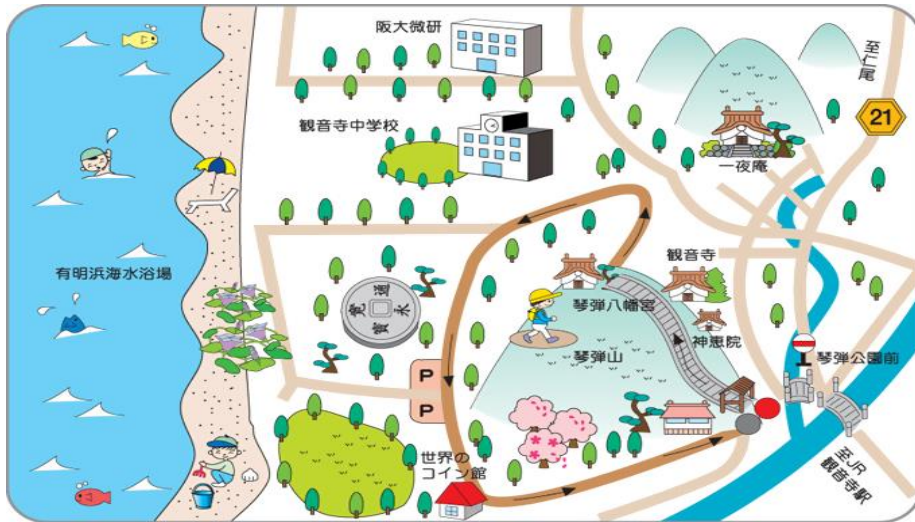 阪大微研
観音寺中学校
至仁尾
21
一夜庵
有明浜海水浴場
寛永
通寳
観音寺
琴弾八幡宮
神恵院
琴弾山
琴弾公園前
P
P
世界の
コイン館
至JR
観音寺駅